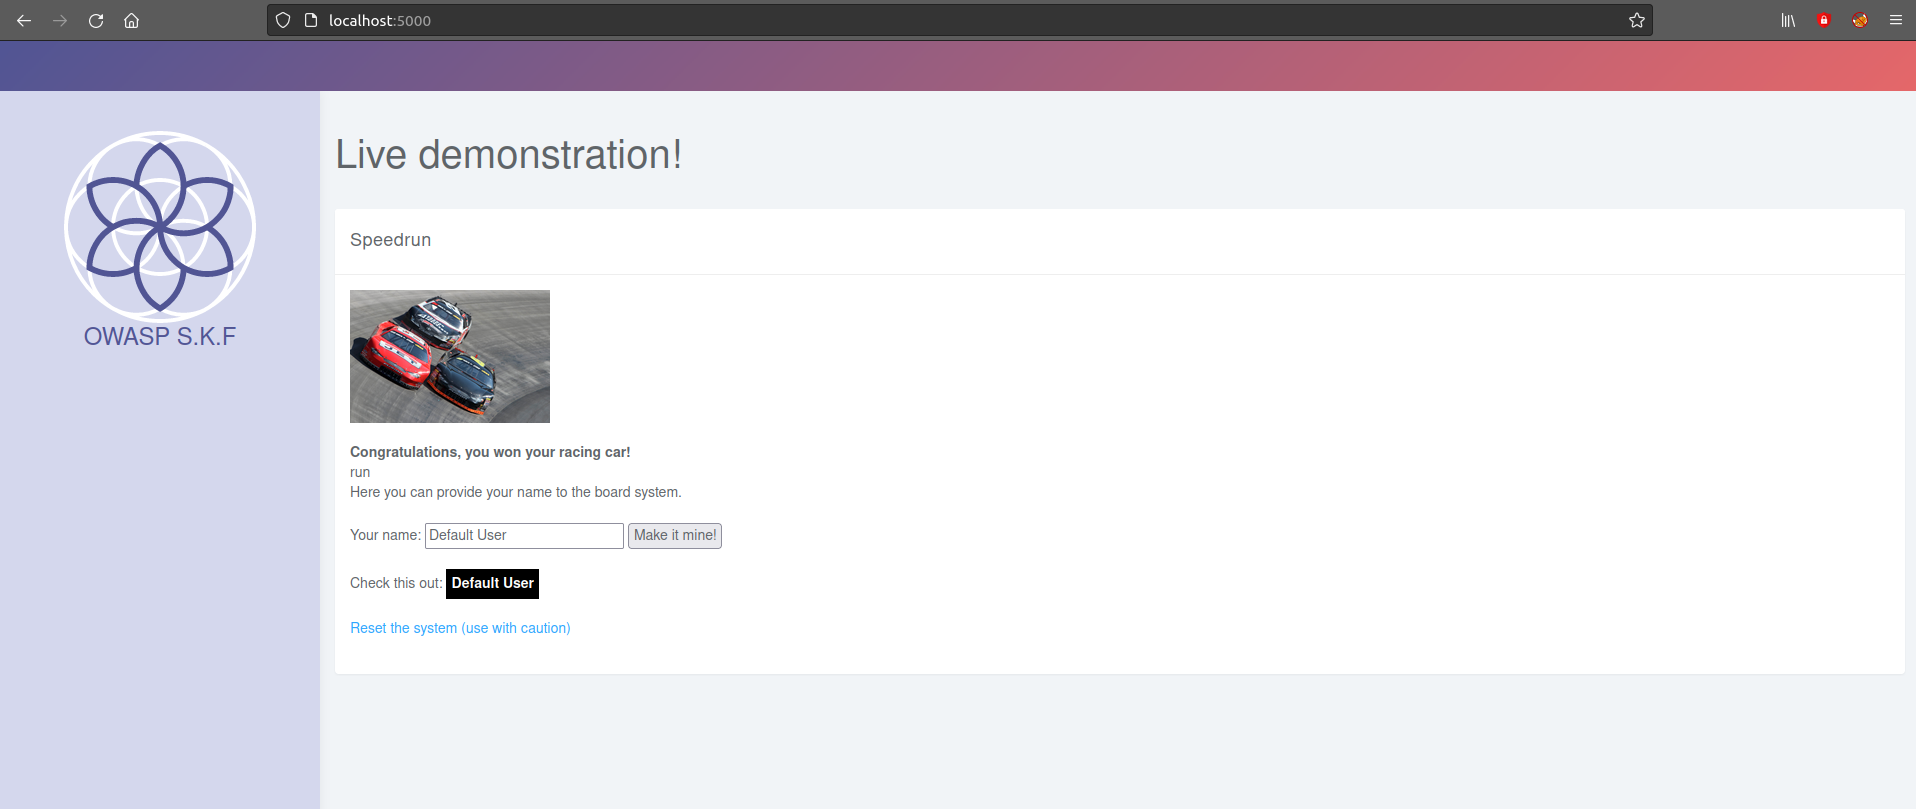 localhost:5000
OWASP S.K.F
Live demonstration!
Speedrun
Congratulations, you won your racing car!
run
Here you can provide your name to the board system.
Your name: Default User Make it mine!
Check this out: Default User
Reset the system (use with caution)